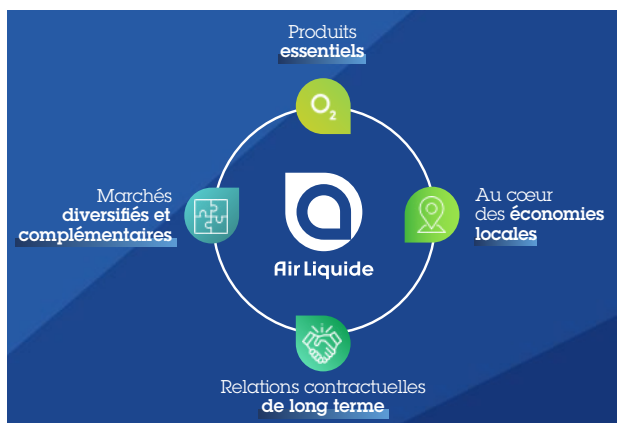 Produits
essentiels
O2
Marchés
diversifiés et
complémentaires
Au cœur
des économies
locales
Air Liquide
Relations contractuelles
de long terme